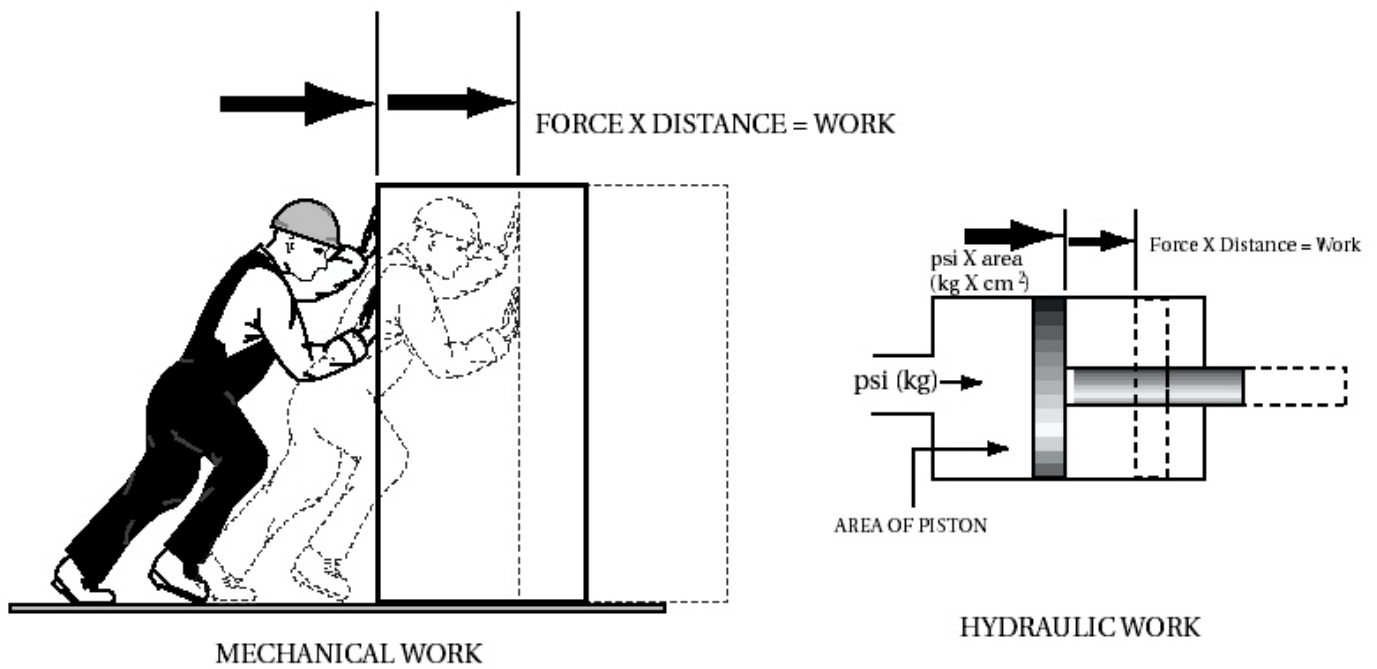 FORCE X DISTANCE = WORK
MECHANICAL WORK
Force X Distance = Work
psi X area
(kg X cm²)
psi (kg)
AREA OF PISTON
HYDRAULIC WORK